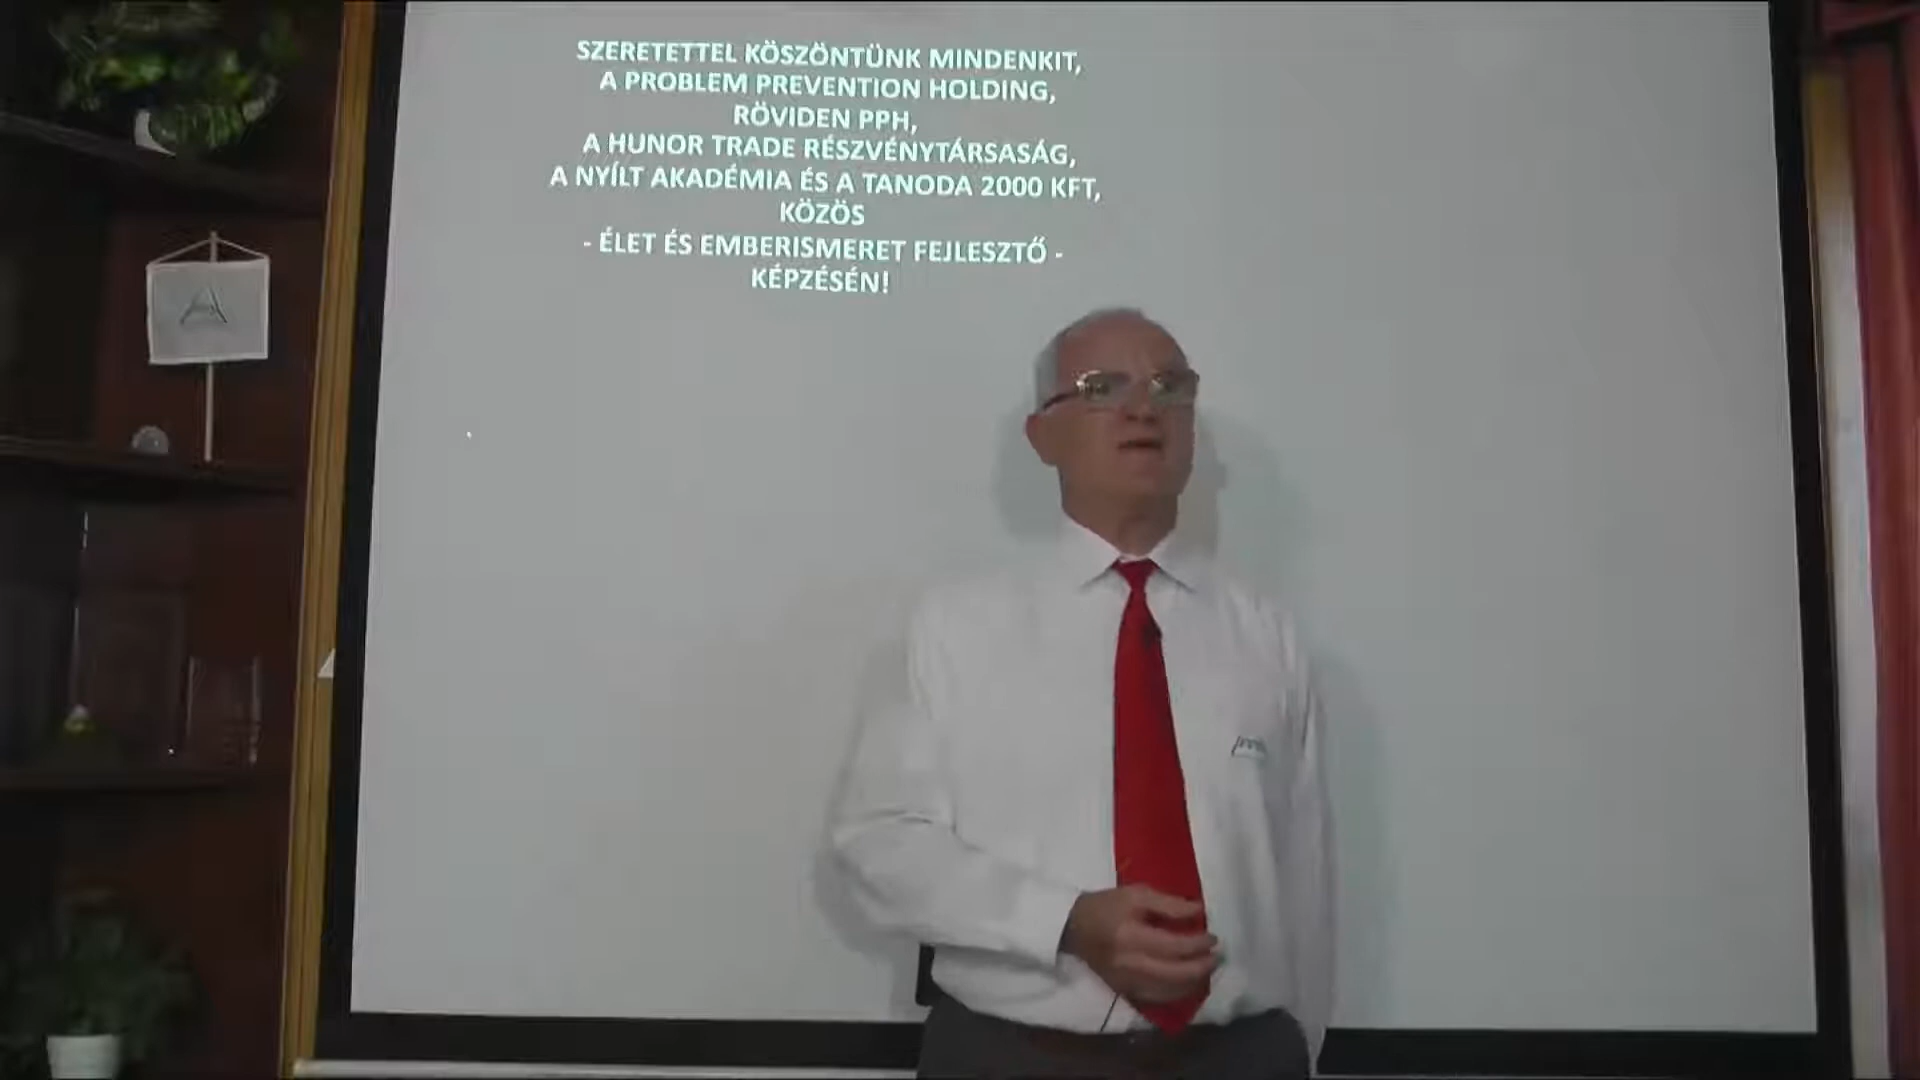 SZERETETTEL KÖSZÖNTÜNK MINDENKIT,
A PROBLEM PREVENTION HOLDING,
RÖVIDEN PPH,
A HUNOR TRADE RÉSZVÉNYTÁRSASÁG,
A NYÍLT AKADÉMIA ÉS A TANODA 2000 KFT,
KÖZÖS
- ÉLET ÉS EMBERISMERET FEJLESZTŐ -
KÉPZÉSÉN!